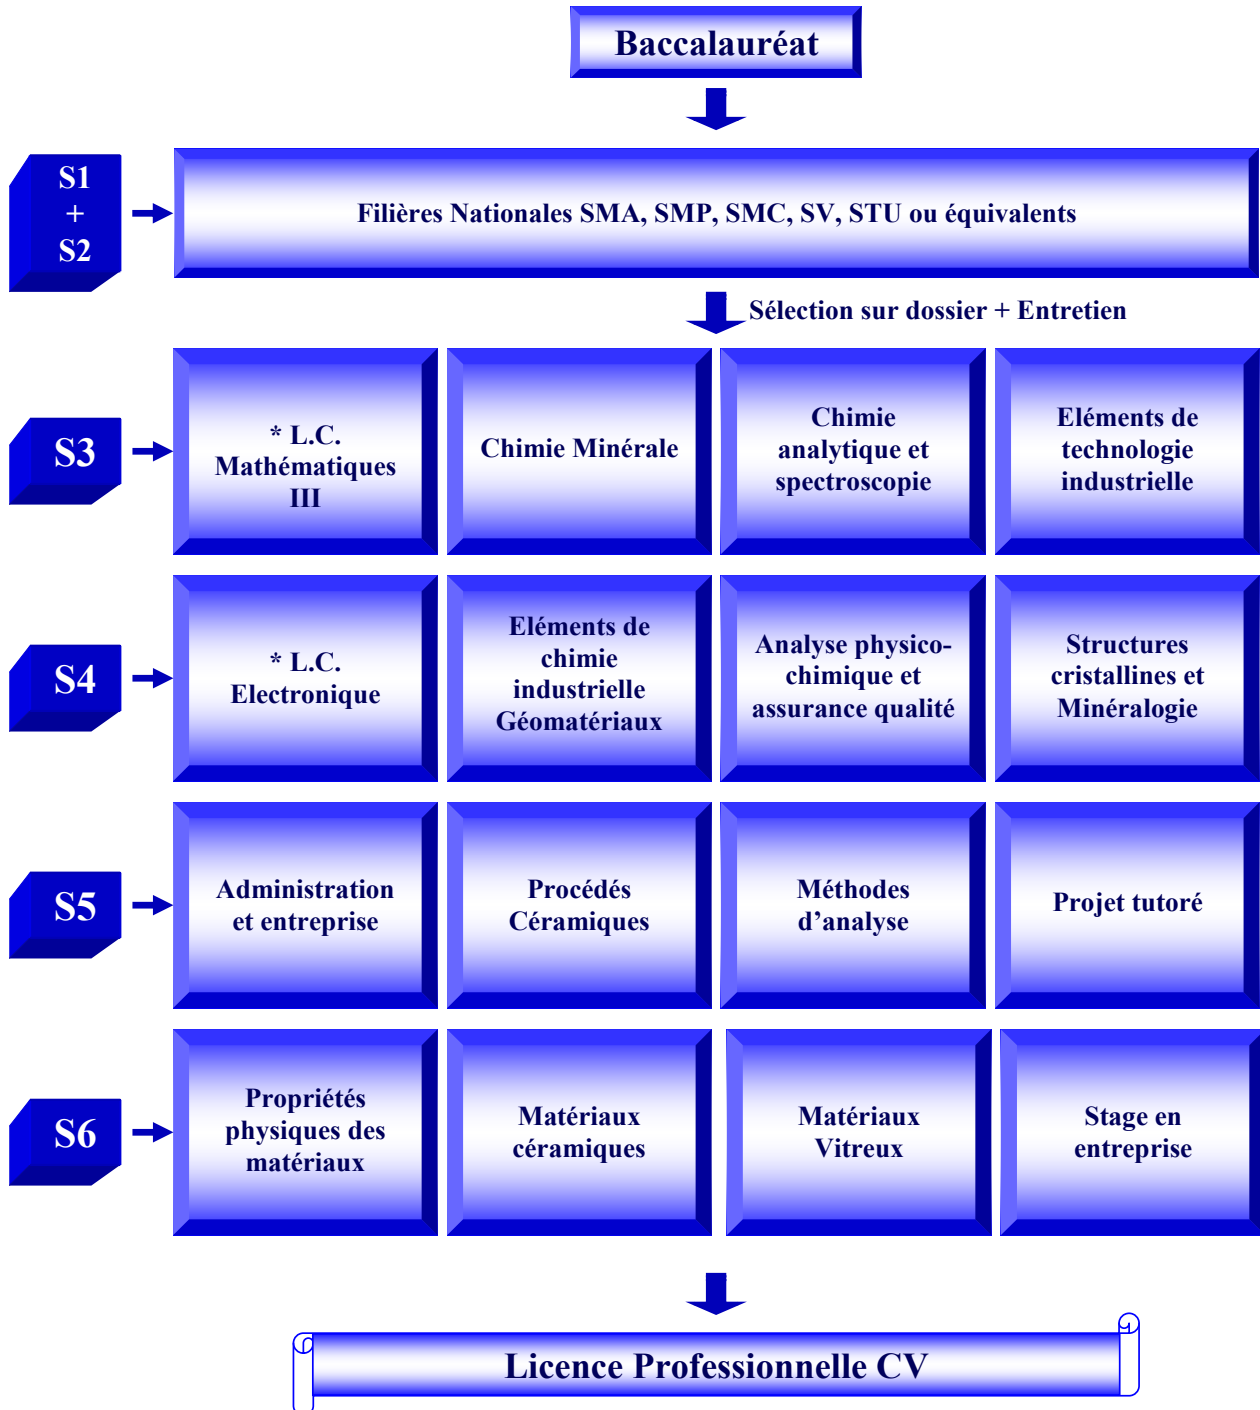 Baccalauréat
S1
+
S2
Filières Nationales SMA, SMP, SMC, SV, STU ou équivalents
Sélection sur dossier + Entretien
S3
* L.C.
Mathématiques
III
Chimie Minérale
Chimie
analytique et
spectroscopie
Eléments de
technologie
industrielle
S4
* L.C.
Electronique
Eléments de
chimie
industrielle
Géomatériaux
Analyse physico-
chimique et
assurance qualité
Structures
cristallines et
Minéralogie
S5
Administration
et entreprise
Procédés
Céramiques
Méthodes
d’analyse
Projet tutoré
S6
Propriétés
physiques des
matériaux
Matériaux
céramiques
Matériaux
Vitreux
Stage en
entreprise
Licence Professionnelle CV